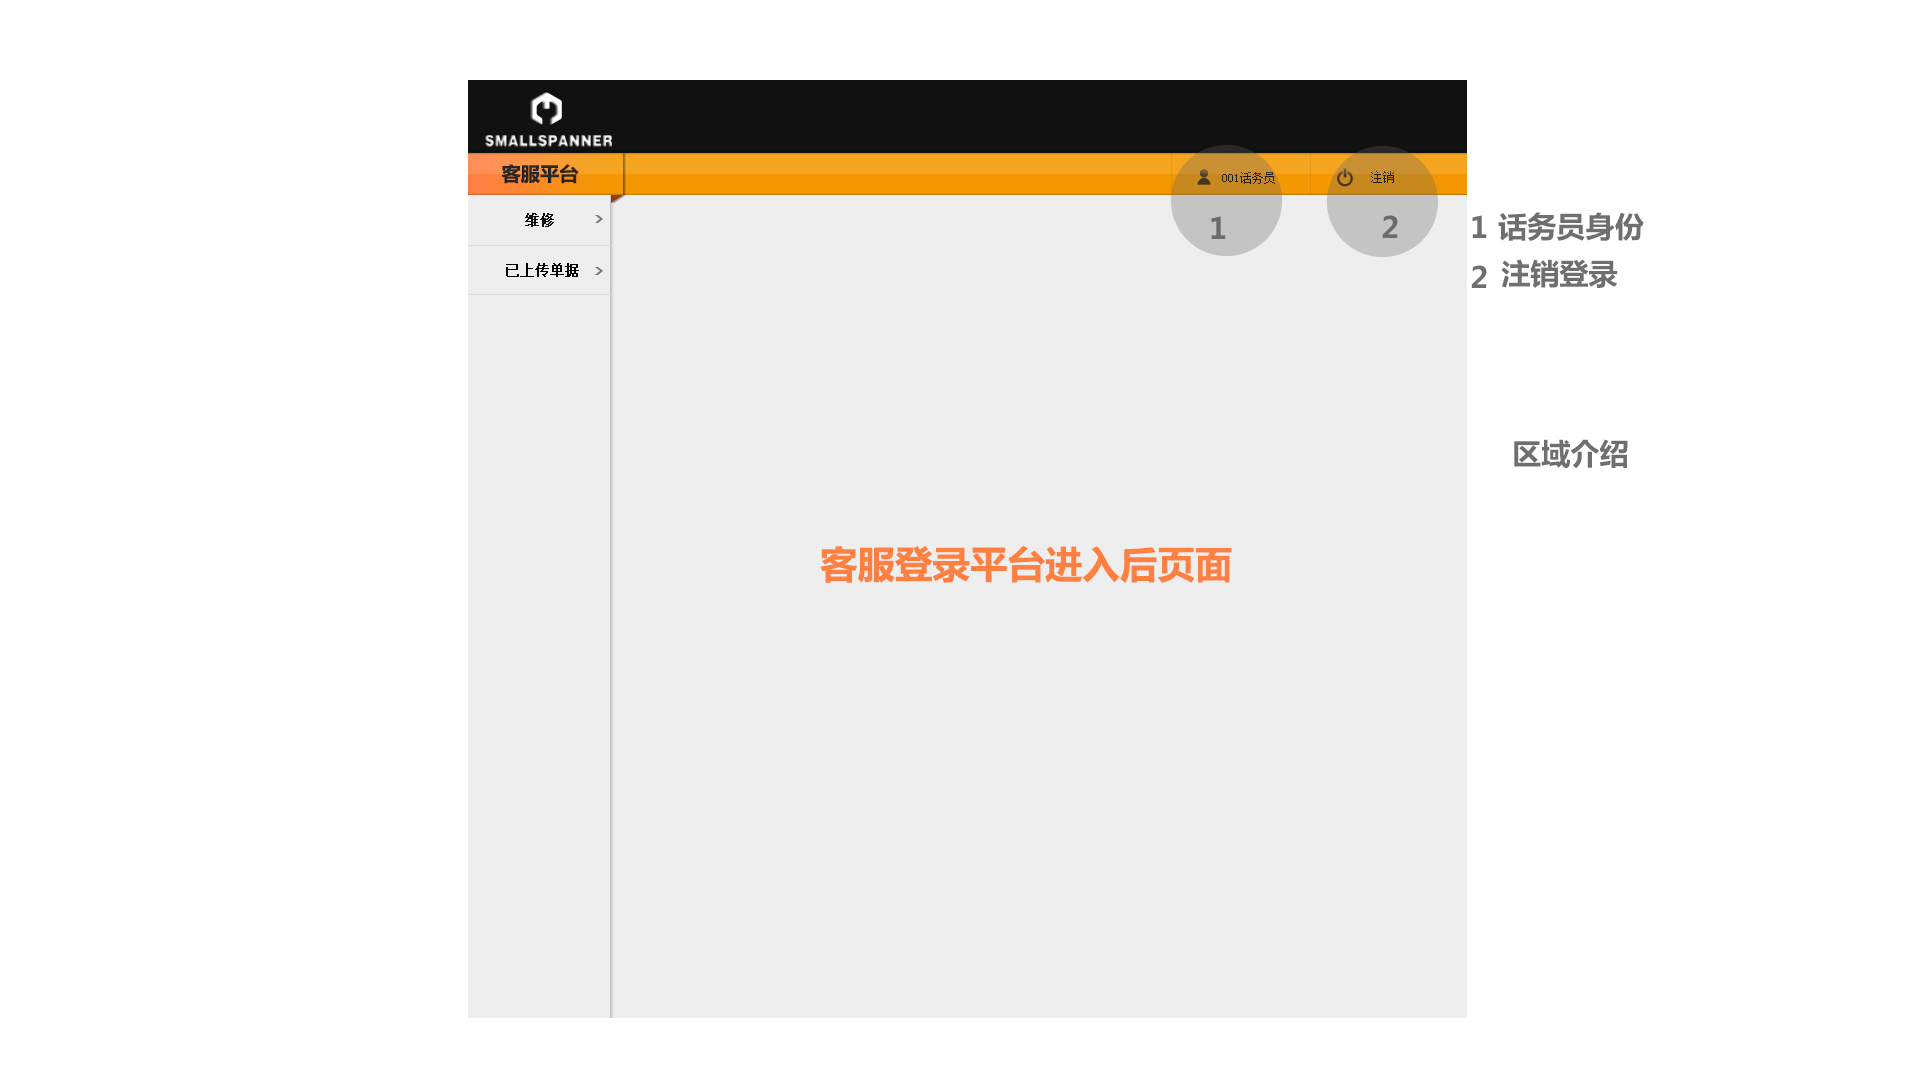 SMALLSPANNER
客服平台
001话务员
注销
维修
已上传单据
1
2
1 话务员身份
2 注销登录
区域介绍
客服登录平台进入后页面